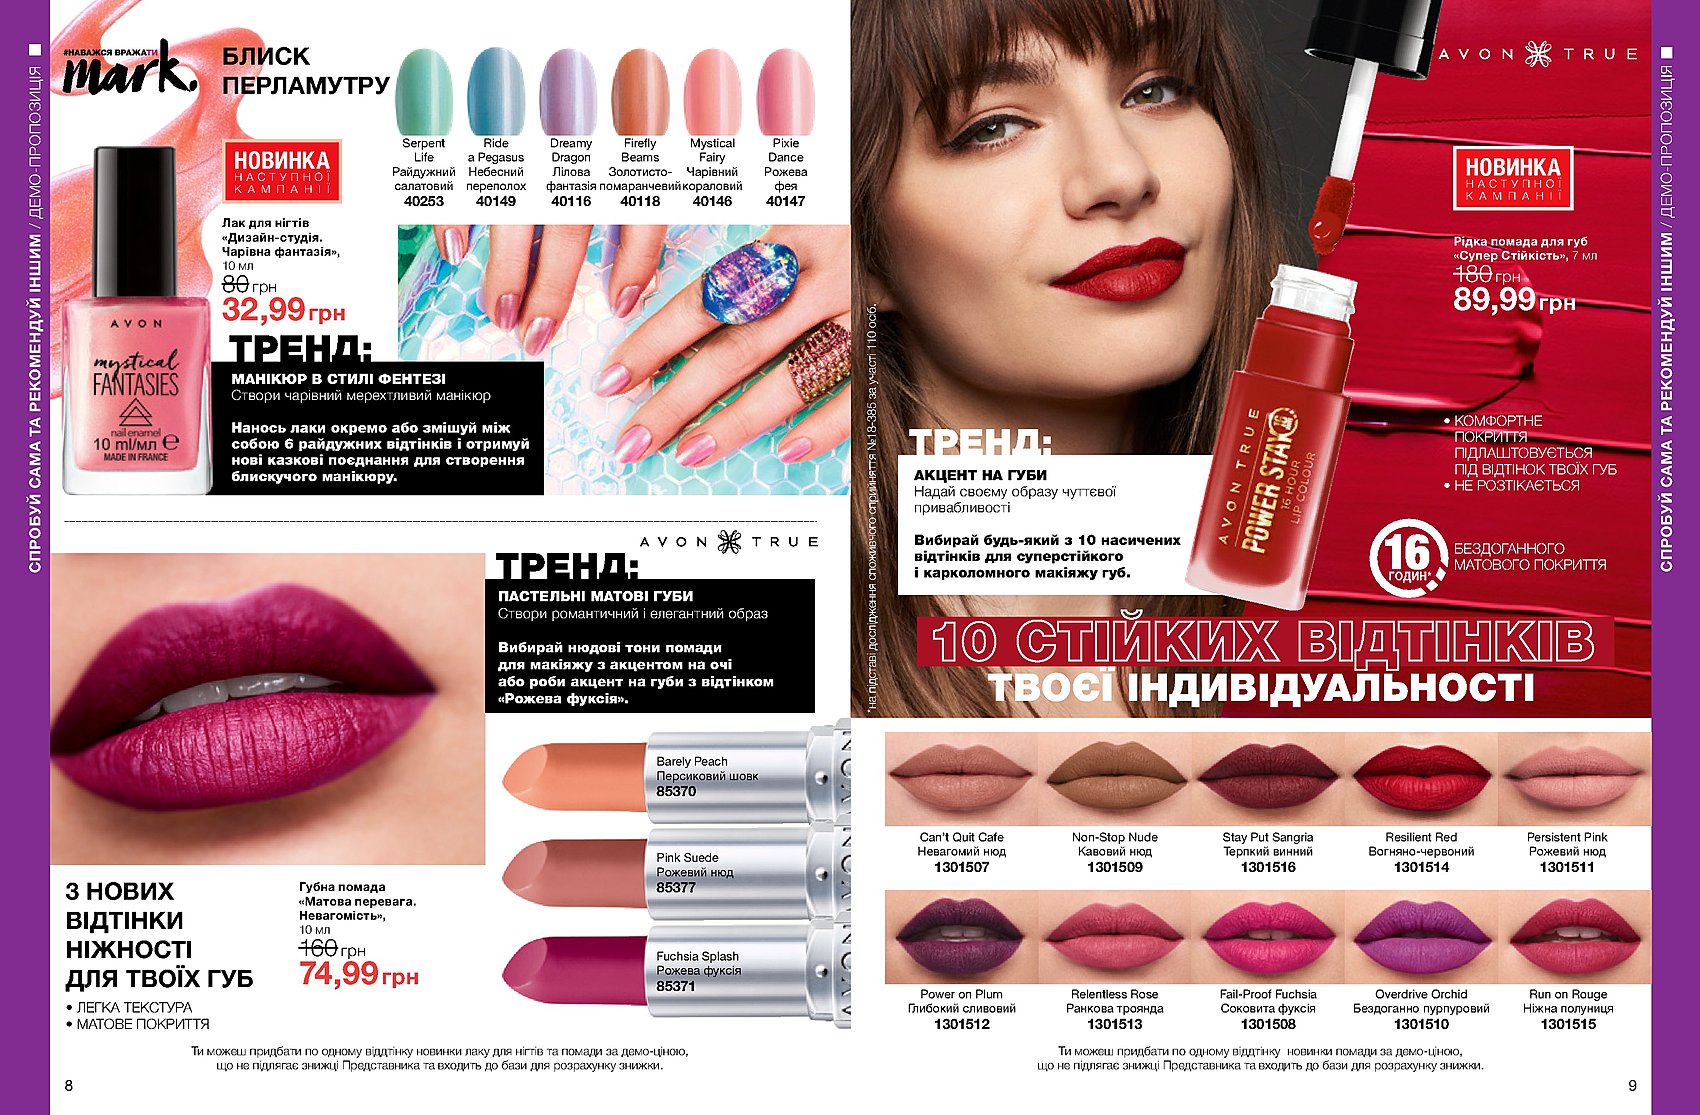 СПРОБУЙ САМА ТА РЕКОМЕНДУЙ ІНШИМ / ДЕМО-ПРОПОЗИЦІЯ
#НАВАЖСЯ ВРАЖАТИ
mark.
БЛИСК
ПЕРЛАМУТРУ
НОВИНКА
НАСТУПНОЇ
КАМПАНІЇ
Лак для нігтів
«Дизайн-студія.
Чарівна фантазія»,
10 мл
80 грн
32,99 грн
Serpent
Life
Райдужний
салатовий
40253
Ride
a Pegasus
Небесний
переполох
40149
Dreamy
Dragon
Лілова
фантазія
40116
Firefly
Beams
Золотисто-
помаранчевий
40118
Mystical
Fairy
Чарівний
кораловий
40146
Pixie
Dance
Рожева
фея
40147
AVON
mystical
FANTASIES
nail enamel
10 ml/мл e
MADE IN FRANCE
ТРЕНД:
МАНІКЮР В СТИЛІ ФЕНТЕЗІ
Створи чарівний мерехтливий манікюр
Нанось лаки окремо або змішуй між
собою 6 райдужних відтінків і отримуй
нові казкові поєднання для створення
блискучого манікюру.
AVON TRUE
ТРЕНД:
ПАСТЕЛЬНІ МАТОВІ ГУБИ
Створи романтичний і елегантний образ
Вибирай нюдові тони помади
для макіяжу з акцентом на очі
або роби акцент на губи з відтінком
«Рожева фуксія».
Barely Peach
Персиковий шовк
85370
Pink Suede
Рожевий нюд
85377
Fuchsia Splash
Рожева фуксія
85371
3 НОВИХ
ВІДТІНКИ
НІЖНОСТІ
ДЛЯ ТВОЇХ ГУБ
• ЛЕГКА ТЕКСТУРА
• МАТОВЕ ПОКРИТТЯ
Губна помада
«Матова перевага.
Невагомість»,
10 мл
160 грн
74,99 грн
Ти можеш придбати по одному відтінку новинки лаку для нігтів та помади за демо-ціною,
що не підлягає знижці Представника та входить до бази для розрахунку знижки.
8
AVON TRUE
НОВИНКА
НАСТУПНОЇ
КАМПАНІЇ
Рідка помада для губ
«Супер Стійкість», 7 мл
180 грн
89,99 грн
• КОМФОРТНЕ
ПОКРИТТЯ
ПІДЛАШТОВУЄТЬСЯ
ПІД ВІДТІНОК ТВОЇХ ГУБ
• НЕ РОЗТІКАЄТЬСЯ
16
ГОДИН*
БЕЗДОГАННОГО
МАТОВОГО ПОКРИТТЯ
AVON TRUE
POWER STAY
16 HOUR
LIP COLOUR
ТРЕНД:
АКЦЕНТ НА ГУБИ
Надай своєму образу чуттєвої
привабливості
Вибирай будь-який з 10 насичених
відтінків для суперстійкого
і карколомного макіяжу губ.
*на підставі дослідження споживчого сприйняття №18-385 за участі 110 осіб.
10 СТІЙКИХ ВІДТІНКІВ
ТВОЄЇ ІНДИВІДУАЛЬНОСТІ
Can't Quit Cafe
Невагомий нюд
1301507
Non-Stop Nude
Кавовий нюд
1301509
Stay Put Sangria
Терпкий винний
1301516
Resilient Red
Вогняно-червоний
1301514
Persistent Pink
Рожевий нюд
1301511
Power on Plum
Глибокий сливовий
1301512
Relentless Rose
Ранкова троянда
1301513
Fail-Proof Fuchsia
Соковита фуксія
1301508
Overdrive Orchid
Бездоганно пурпуровий
1301510
Run on Rouge
Ніжна полуниця
1301515
Ти можеш придбати по одному відтінку новинки помади за демо-ціною,
що не підлягає знижці Представника та входить до бази для розрахунку знижки.
9
СПРОБУЙ САМА ТА РЕКОМЕНДУЙ ІНШИМ / ДЕМО-ПРОПОЗИЦІЯ